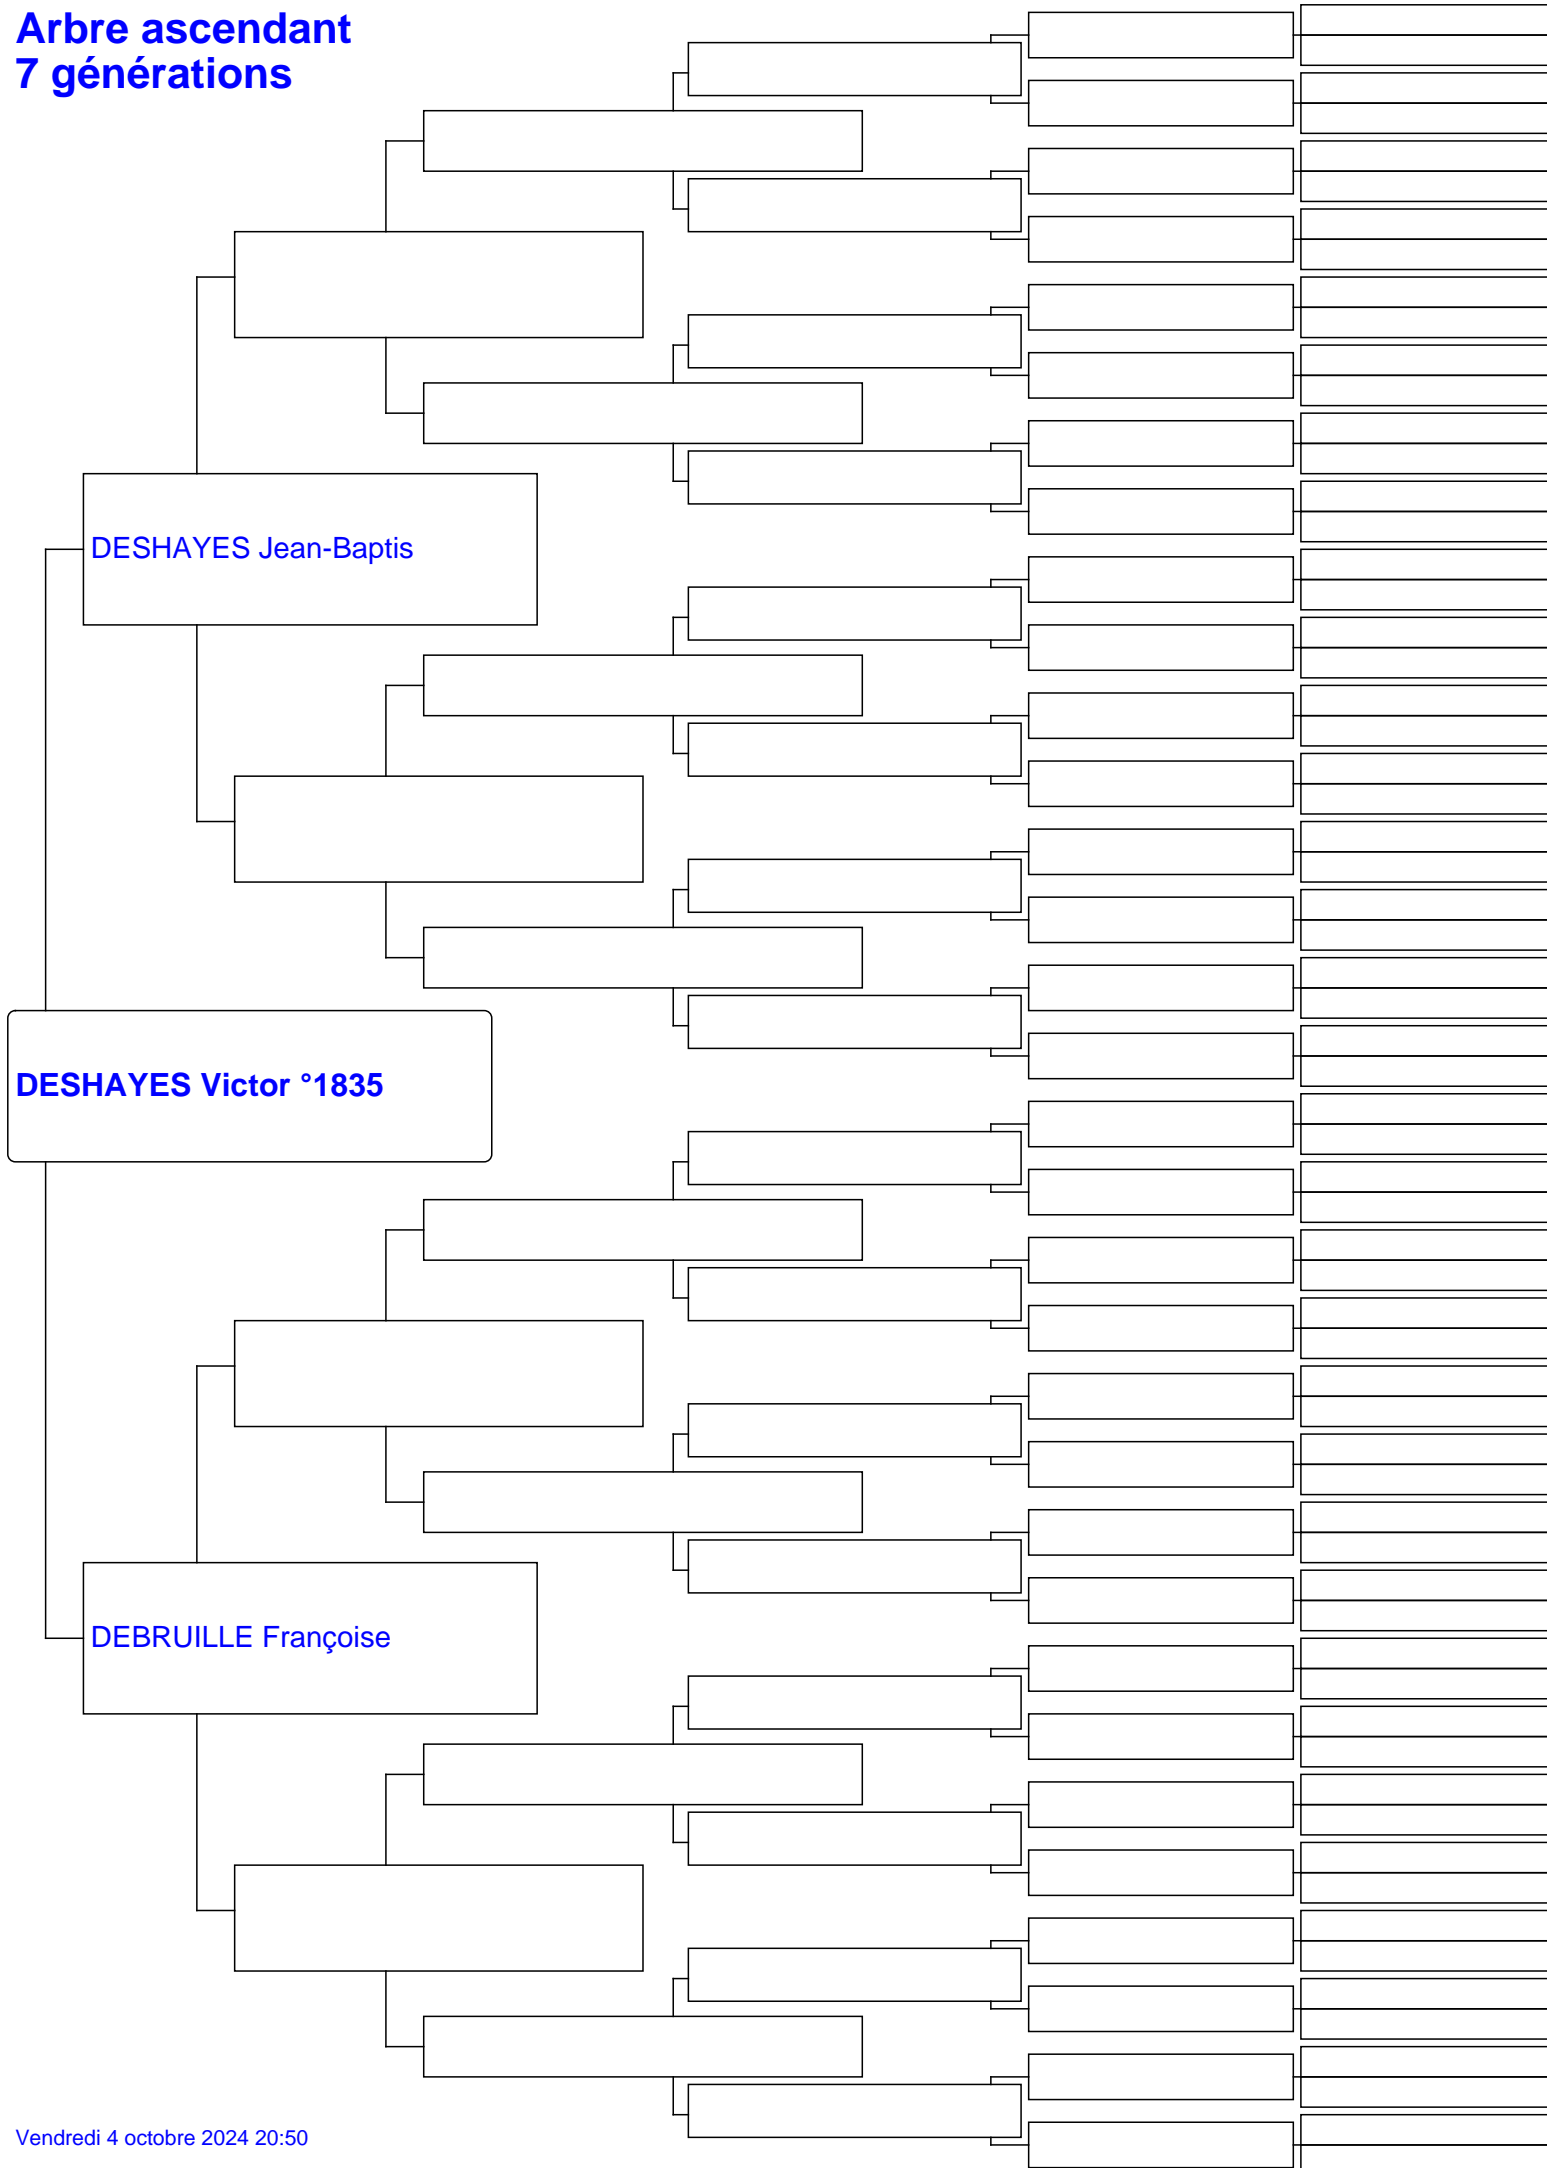 Arbre ascendant
7 générations
DESHAYES Jean-Baptis
DESHAYES Victor °1835
DEBRUILLE Françoise
Vendredi 4 octobre 2024 20:50